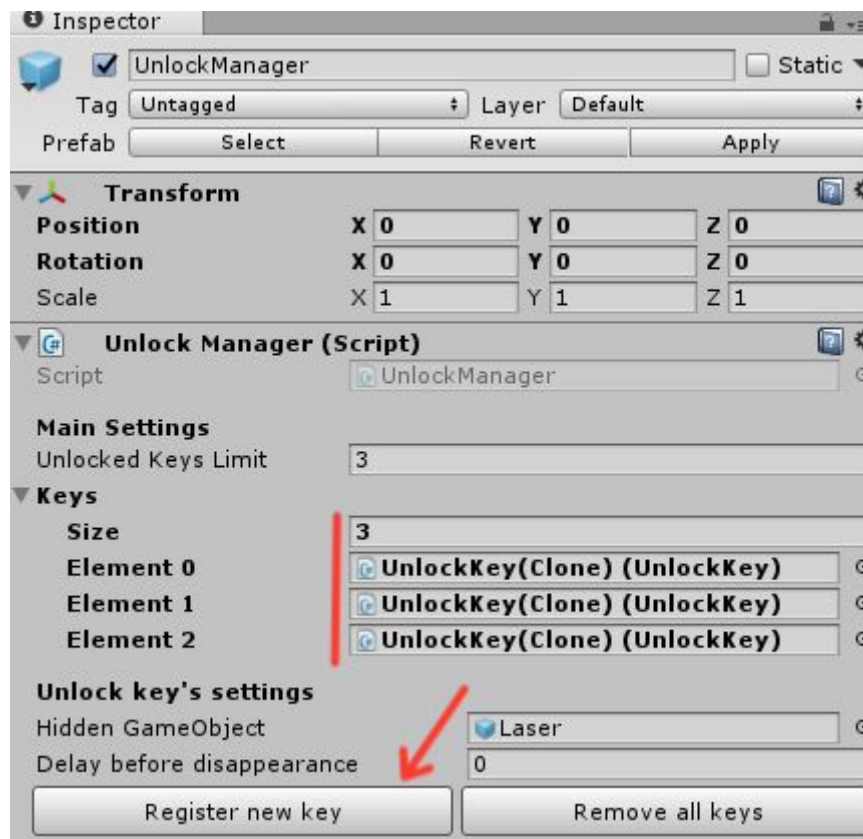 Inspector
UnlockManager Static
Tag Untagged Layer Default
Prefab Select Revert Apply
Transform
Position X 0 Y 0 Z 0
Rotation X 0 Y 0 Z 0
Scale X 1 Y 1 Z 1
Unlock Manager (Script)
Script UnlockManager
Main Settings
Unlocked Keys Limit 3
Keys
Size 3
Element 0 UnlockKey(Clone) (UnlockKey)
Element 1 UnlockKey(Clone) (UnlockKey)
Element 2 UnlockKey(Clone) (UnlockKey)
Unlock key's settings
Hidden GameObject Laser
Delay before disappearance 0
Register new key Remove all keys